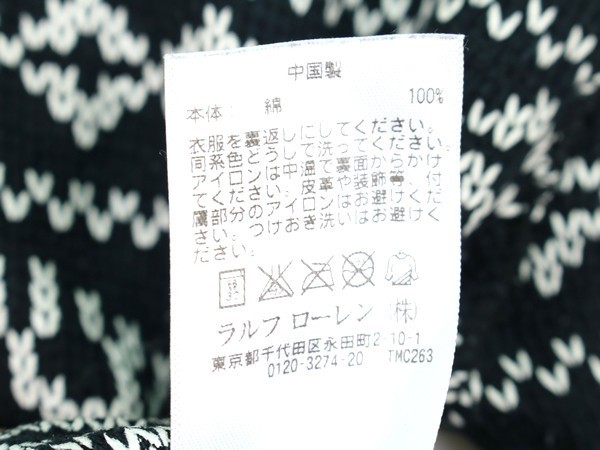 中国製
本体 綿 100%
衣服を裏返しにしてください。
同系色どうしで洗ってください。
アイロンは中温で裏面からかけ
てください。皮革や装飾等、付
属部分のアイロンはお避けくだ
さい。つけおき洗いはお避けく
ださい。
ラルフ ローレン (株)
東京都千代田区永田町2-10-1
0120-3274-20 TMC263